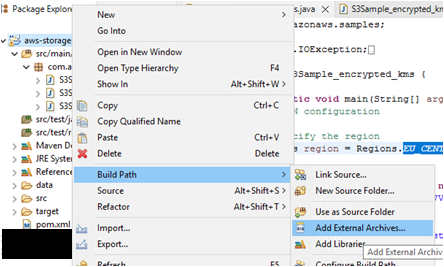 Package Explorer
aws-storage
src/main/
com.a
S3S
S3S
S3S
src/test/ja
src/test/r
Maven D
JRE System
Reference
data
src
target
pom.xml
New
Go Into
Open in New Window
Open Type Hierarchy F4
Show In Alt+Shift+W
Copy Ctrl+C
Copy Qualified Name
Paste Ctrl+V
Delete Delete
Build Path
Source Alt+Shift+S
Refactor Alt+Shift+T
Import...
Export...
Refresh F5
s.java S3Sample_encrypted_kms
azonaws.samples;
.IOException;
S3Sample_encrypted_kms {
tic void main(String[] arg
configuration
cify the region
s region = Regions.EU_CENT
Link Source...
New Source Folder...
Use as Source Folder
Add External Archives...
Add Libraries
Add External Archiv
Configure Build Path